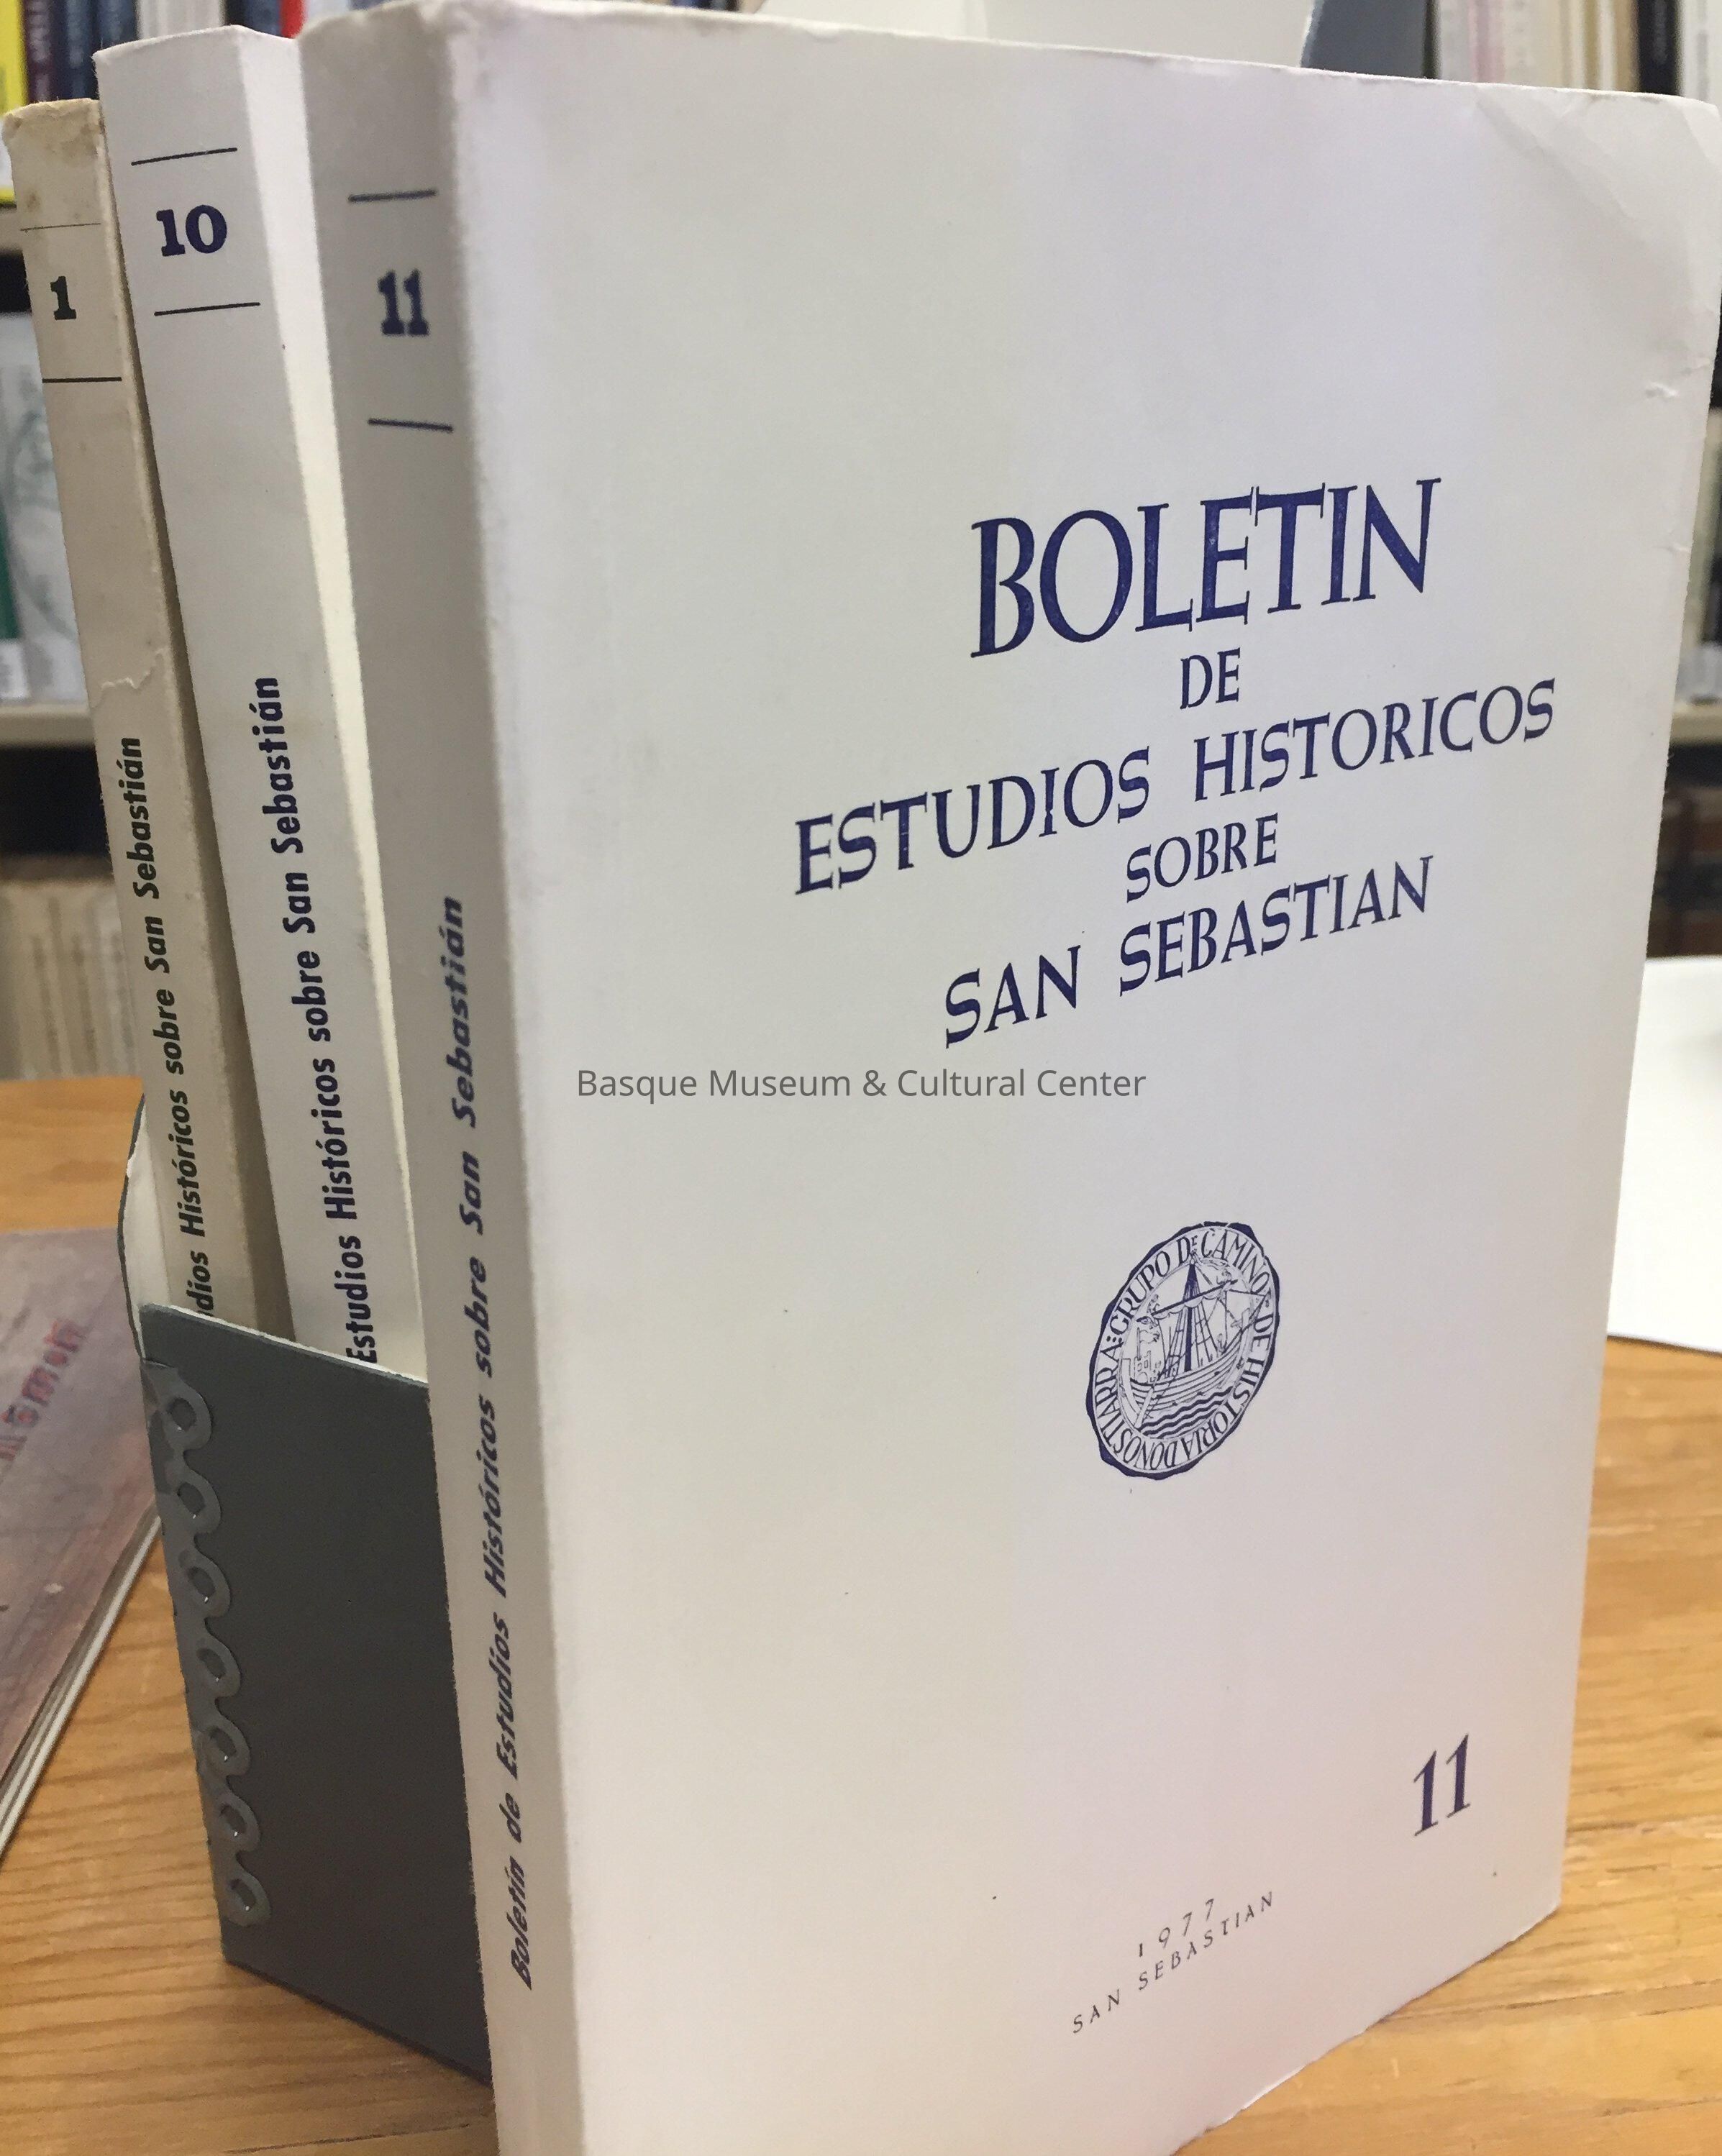 1
dios Históricos sobre San Sebastián
10
Estudios Históricos sobre San Sebastián
11
Boletín de Estudios Históricos sobre San Sebastián
BOLETIN
DE
ESTUDIOS HISTORICOS
SOBRE
SAN SEBASTIAN
Basque Museum & Cultural Center
GRUPO Dr CAMINO DE HISTORIA DONOSTIARRA
11
1977
SAN SEBASTIAN